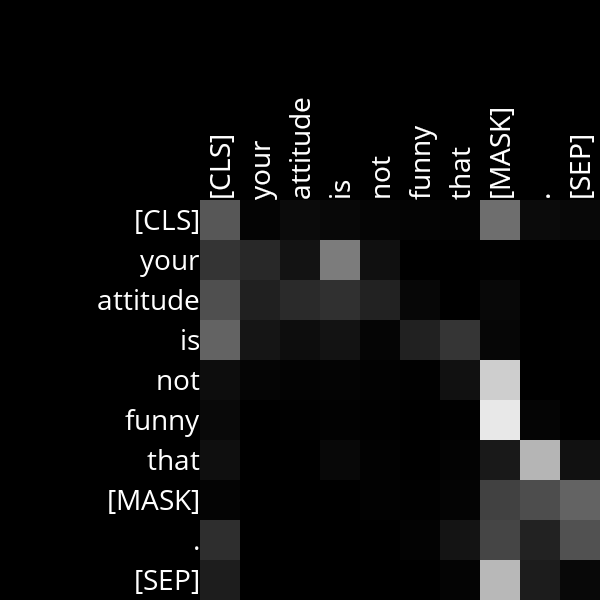 [CLS]
your
attitude
is
not
funny
that
[MASK]
.
[SEP]
[CLS]
your
attitude
is
not
funny
that
[MASK]
.
[SEP]